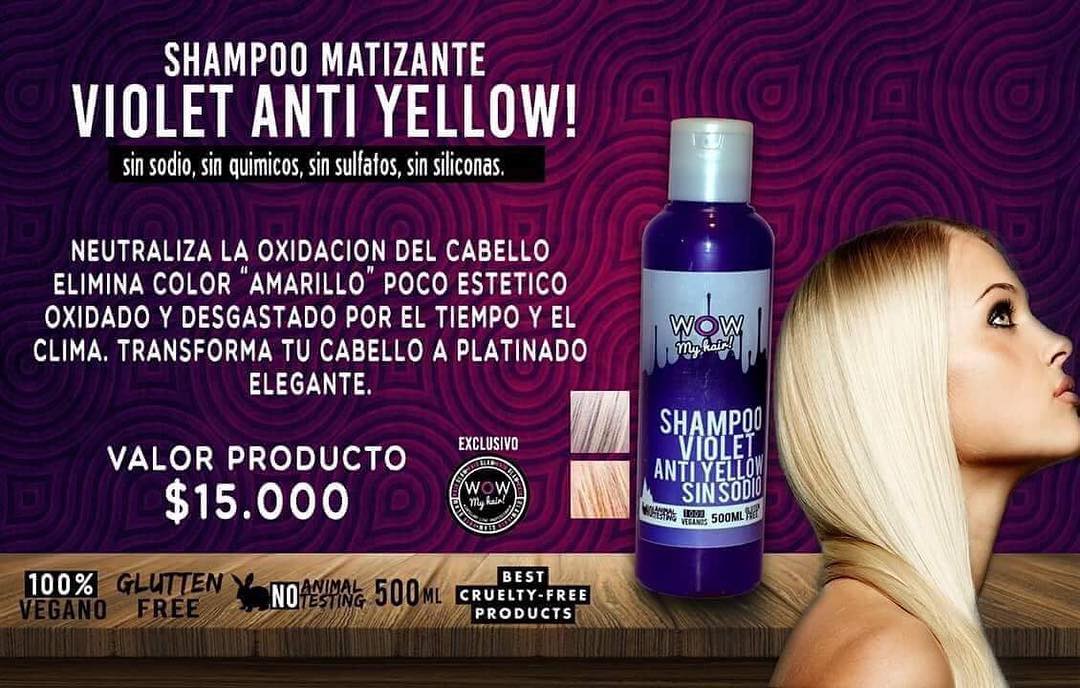 SHAMPOO MATIZANTE
VIOLET ANTI YELLOW!
sin sodio, sin quimicos, sin sulfatos, sin siliconas.
NEUTRALIZA LA OXIDACION DEL CABELLO
ELIMINA COLOR "AMARILLO" POCO ESTETICO
OXIDADO Y DESGASTADO POR EL TIEMPO Y EL
CLIMA. TRANSFORMA TU CABELLO A PLATINADO
ELEGANTE.
VALOR PRODUCTO
$15.000
EXCLUSIVO
WOW
My hair!
WOW
My hair!
SHAMPOO
VIOLET
ANTI YELLOW
SIN SODIO
100%
VEGANOS
500ML
100%
VEGANO
GLUTTEN
FREE
NO ANIMAL
TESTING
500ML
BEST
CRUELTY-FREE
PRODUCTS